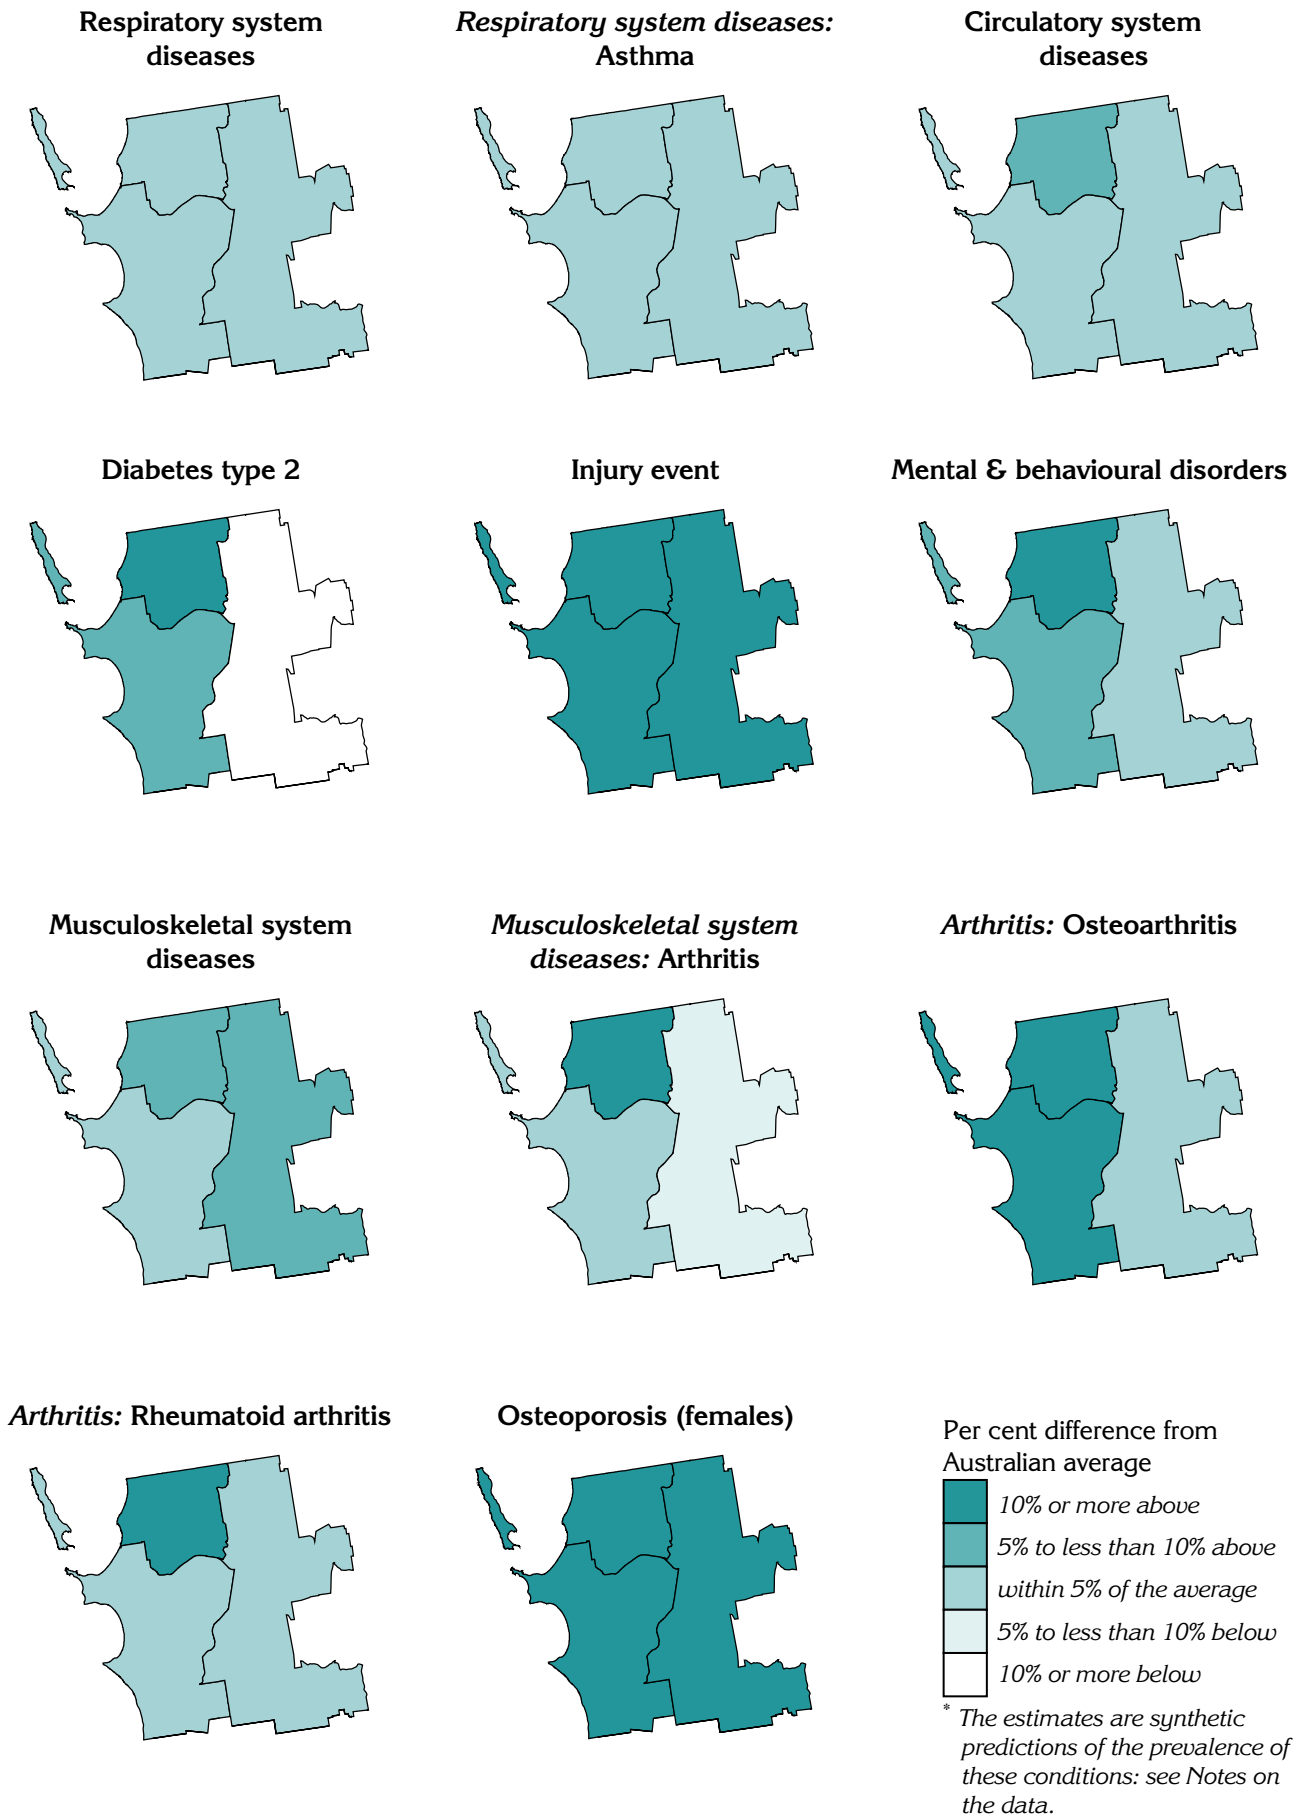 Respiratory system
diseases
Respiratory system diseases:
Asthma
Circulatory system
diseases
Diabetes type 2
Injury event
Mental & behavioural disorders
Musculoskeletal system
diseases
Musculoskeletal system
diseases: Arthritis
Arthritis: Osteoarthritis
Arthritis: Rheumatoid arthritis
Osteoporosis (females)
Per cent difference from
Australian average
10% or more above
5% to less than 10% above
within 5% of the average
5% to less than 10% below
10% or more below
* The estimates are synthetic
predictions of the prevalence of
these conditions: see Notes on
the data.